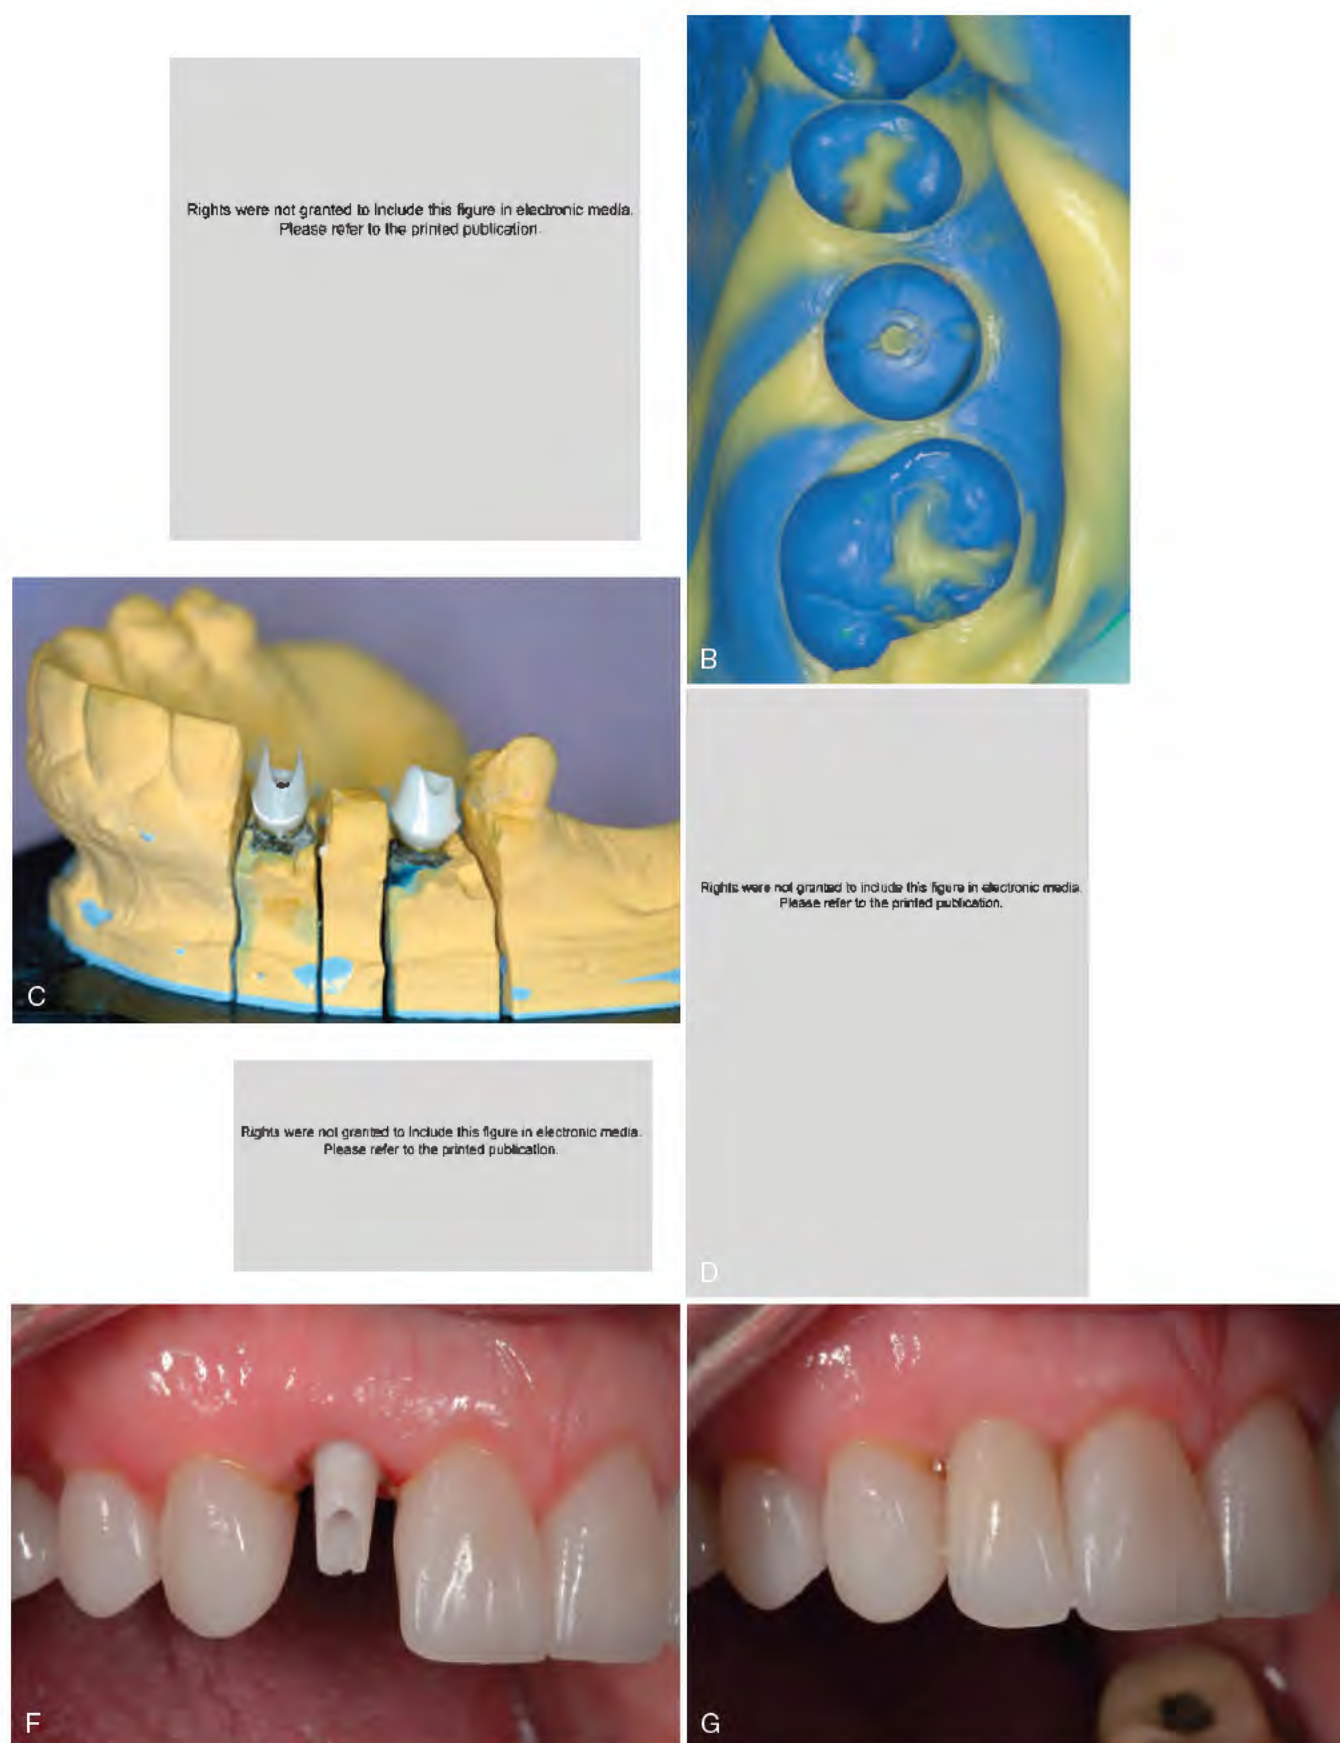 Rights were not granted to include this figure in electronic media.
Please refer to the printed publication.
B
C
Rights were not granted to include this figure in electronic media.
Please refer to the printed publication.
D
Rights were not granted to include this figure in electronic media.
Please refer to the printed publication.
F
G